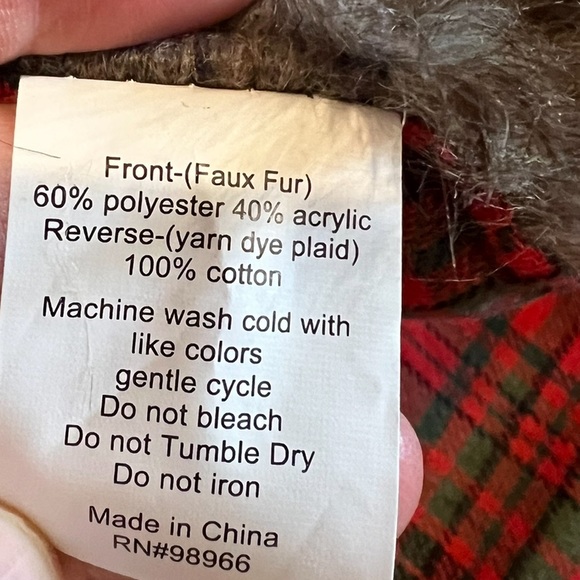 Front-(Faux Fur)
60% polyester 40% acrylic
Reverse-(yarn dye plaid)
100% cotton
Machine wash cold with
like colors
gentle cycle
Do not bleach
Do not Tumble Dry
Do not iron
Made in China
RN#98966